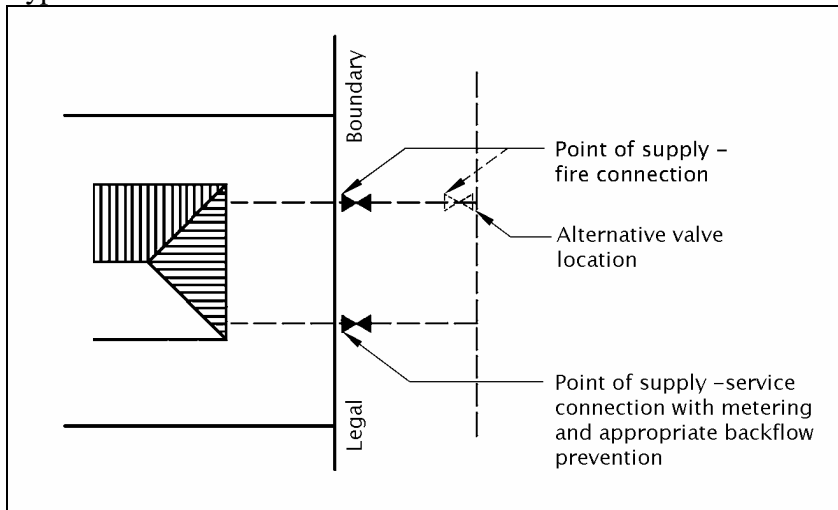 Boundary
Point of supply –
fire connection
Alternative valve
location
Legal
Point of supply –service
connection with metering
and appropriate backflow
prevention